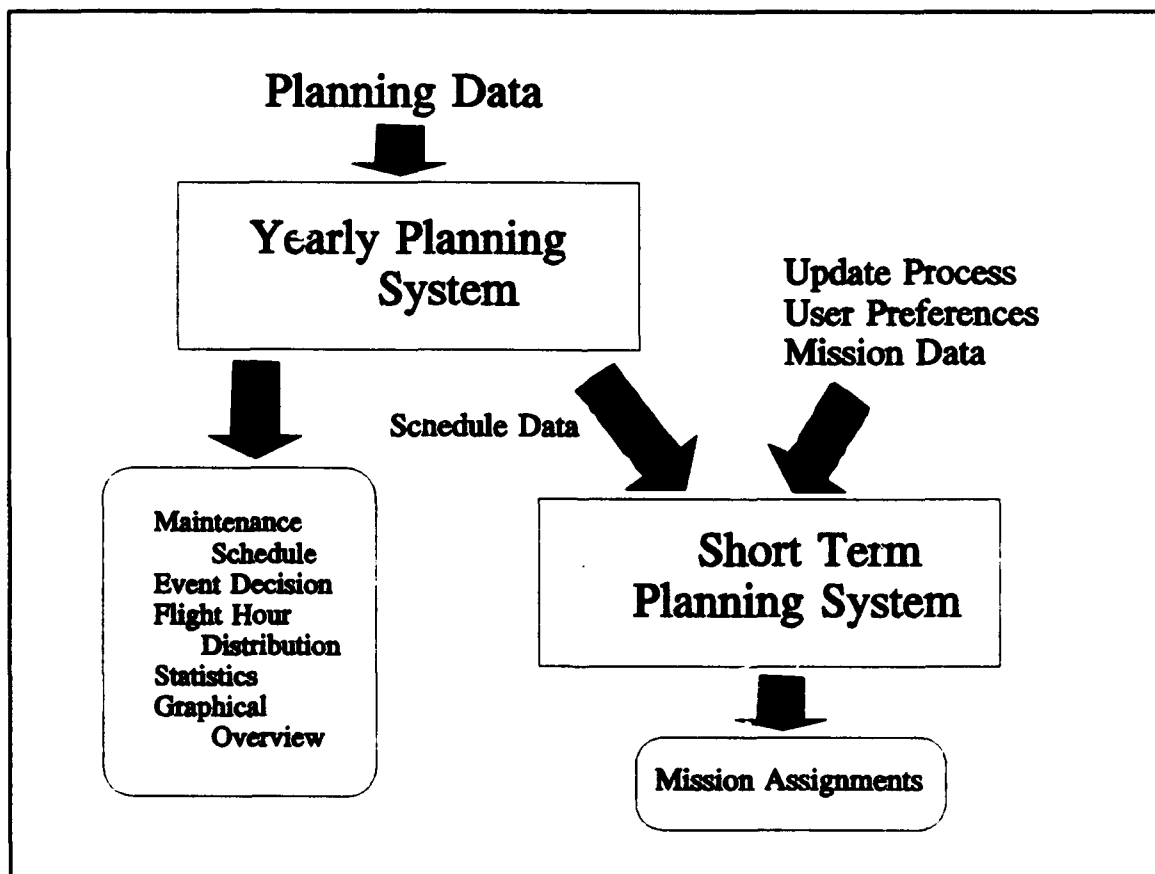 Planning Data
Yearly Planning
System
Update Process
User Preferences
Mission Data
Schedule Data
Maintenance
Schedule
Event Decision
Flight Hour
Distribution
Statistics
Graphical
Overview
Short Term
Planning System
Mission Assignments